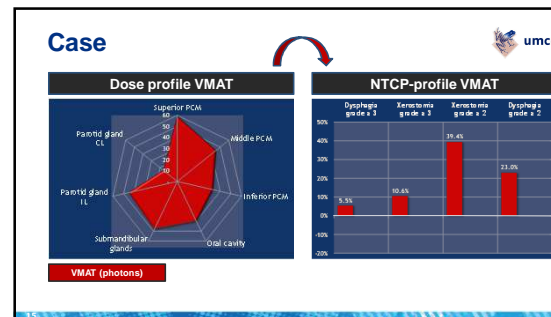 Case
umc
Dose profile VMAT
NTCP-profile VMAT
Superior PCM
60
50
40
30
20
10
Middle PCM
Inferior PCM
Oral cavity
Submandibular
glands
Parotid gland
IL
Parotid gland
CL
Dysphagia
grade ≥ 3
Xerostomia
grade ≥ 3
Xerostomia
grade ≥ 2
Dysphagia
grade ≥ 2
50%
40%
30%
20%
10%
0%
-10%
-20%
5.5%
10.6%
39.4%
23.0%
VMAT (photons)
15